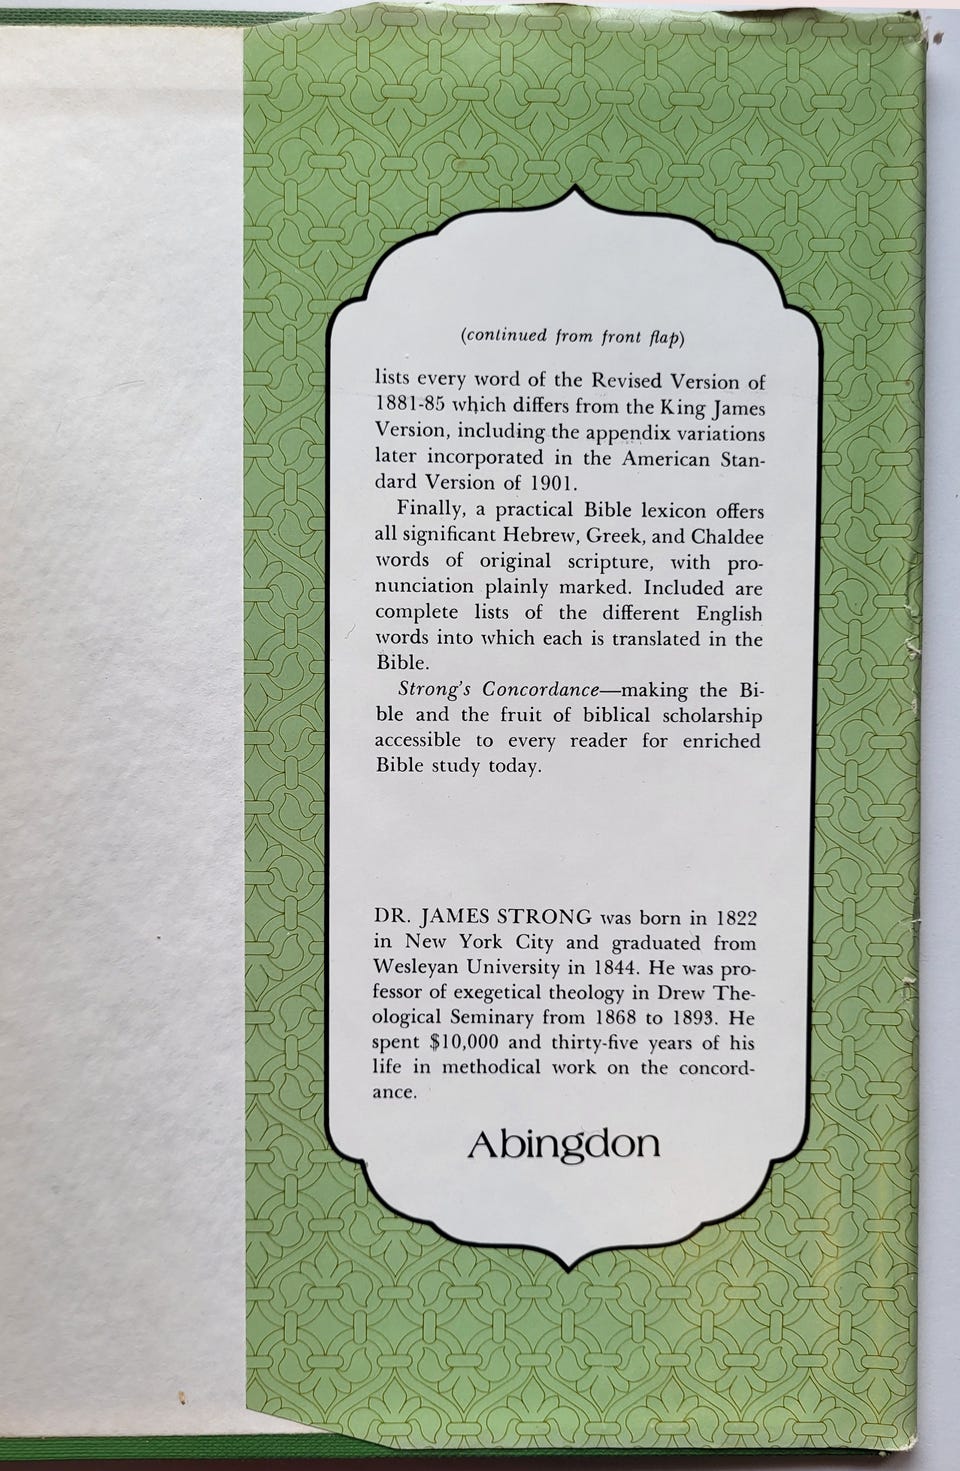 (continued from front flap)
lists every word of the Revised Version of
1881-85 which differs from the King James
Version, including the appendix variations
later incorporated in the American Stan-
dard Version of 1901.
Finally, a practical Bible lexicon offers
all significant Hebrew, Greek, and Chaldee
words of original scripture, with pro-
nunciation plainly marked. Included are
complete lists of the different English
words into which each is translated in the
Bible.
Strong's Concordance—making the Bi-
ble and the fruit of biblical scholarship
accessible to every reader for enriched
Bible study today.
DR. JAMES STRONG was born in 1822
in New York City and graduated from
Wesleyan University in 1844. He was pro-
fessor of exegetical theology in Drew The-
ological Seminary from 1868 to 1893. He
spent $10,000 and thirty-five years of his
life in methodical work on the concord-
ance.
Abingdon